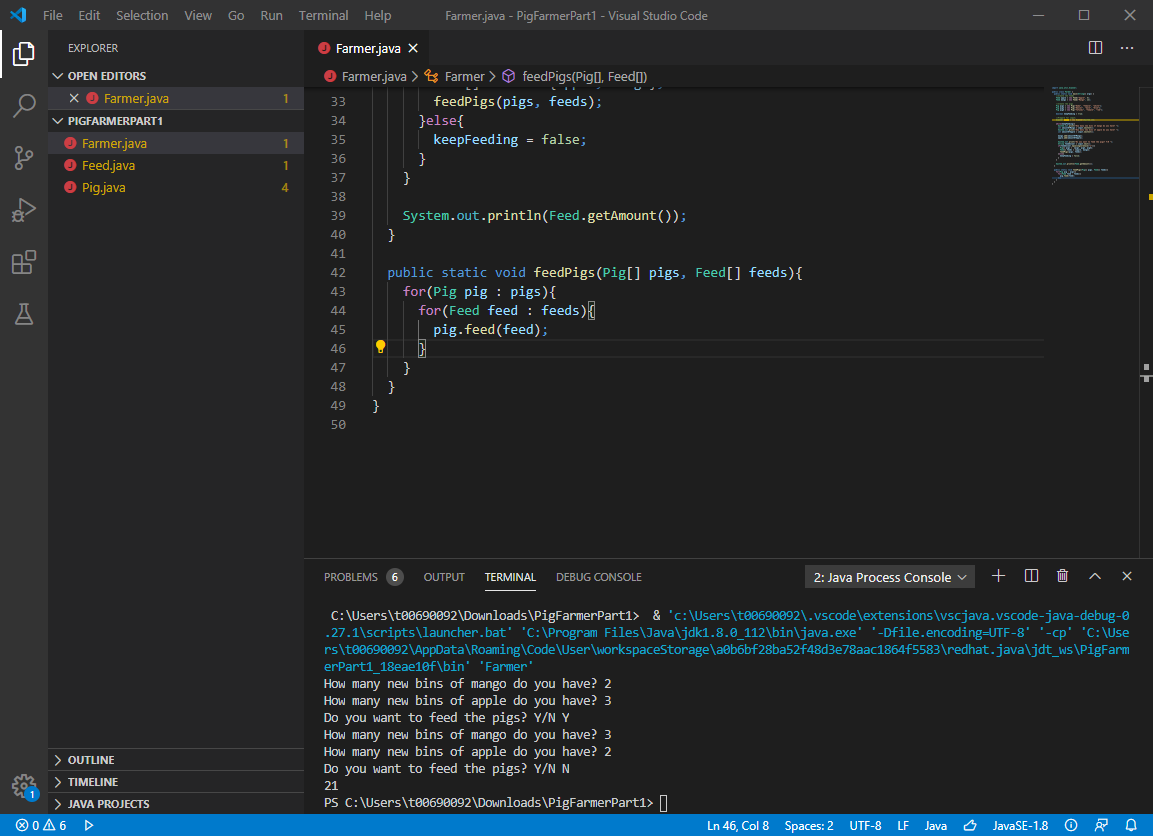 File Edit Selection View Go Run Terminal Help Farmer.java - PigFarmerPart1 - Visual Studio Code
EXPLORER
OPEN EDITORS
Farmer.java 1
PIGFARMERPART1
Farmer.java 1
Feed.java 1
Pig.java 4
OUTLINE
TIMELINE
JAVA PROJECTS
1
Farmer.java
Farmer.java Farmer feedPigs(Pig[], Feed[])
33 feedPigs(pigs, feeds);
34 }else{
35 keepFeeding = false;
36 }
37 }
38
39 System.out.println(Feed.getAmount());
40 }
41
42 public static void feedPigs(Pig[] pigs, Feed[] feeds){
43 for(Pig pig : pigs){
44 for(Feed feed : feeds){
45 pig.feed(feed);
46 }
47 }
48 }
49 }
50
PROBLEMS 6 OUTPUT TERMINAL DEBUG CONSOLE 2: Java Process Console
C:\Users\t00690092\Downloads\PigFarmerPart1> & 'c:\Users\t00690092\.vscode\extensions\vscjava.vscode-java-debug-0
.27.1\scripts\launcher.bat' 'C:\Program Files\Java\jdk1.8.0_112\bin\java.exe' '-Dfile.encoding=UTF-8' '-cp' 'C:\Use
rs\t00690092\AppData\Roaming\Code\User\workspaceStorage\a0b6bf28ba52f48d3e78aac1864f5583\redhat.java\jdt_ws\PigFarm
erPart1_18eae10f\bin' 'Farmer'
How many new bins of mango do you have? 2
How many new bins of apple do you have? 3
Do you want to feed the pigs? Y/N Y
How many new bins of mango do you have? 3
How many new bins of apple do you have? 2
Do you want to feed the pigs? Y/N N
21
PS C:\Users\t00690092\Downloads\PigFarmerPart1>
0 6 Ln 46, Col 8 Spaces: 2 UTF-8 LF Java JavaSE-1.8